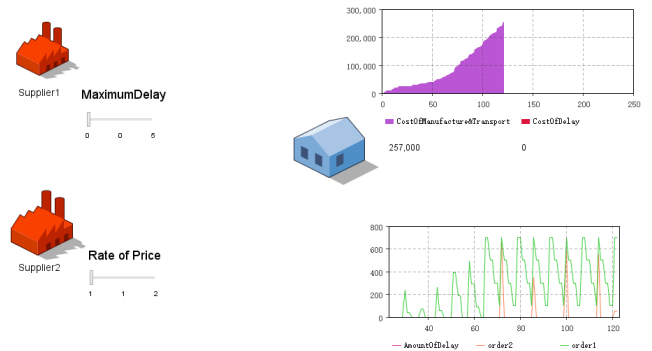 Supplier1
MaximumDelay
0 0 5
Supplier2
Rate of Price
1 1 2
300,000
200,000
100,000
0
0 50 100 150 200 250
CostOfManufacture&Transport CostOfDelay
257,000 0
800
600
400
200
0
40 60 80 100 120
AmountOfDelay order2 order1